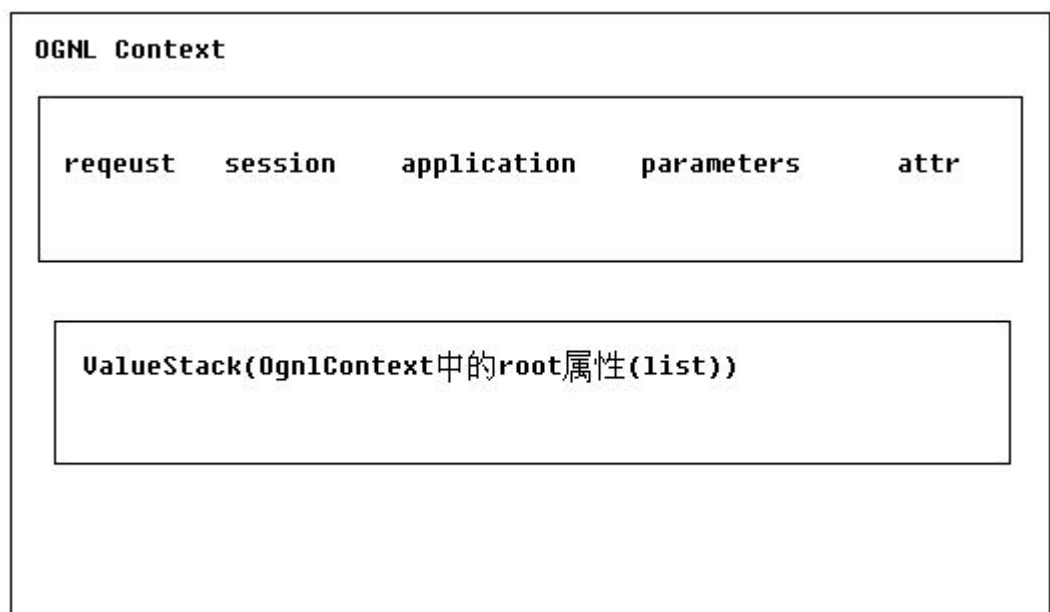 OGNL Context
reqeust session application parameters attr
ValueStack(OgnlContext中的root属性(list))